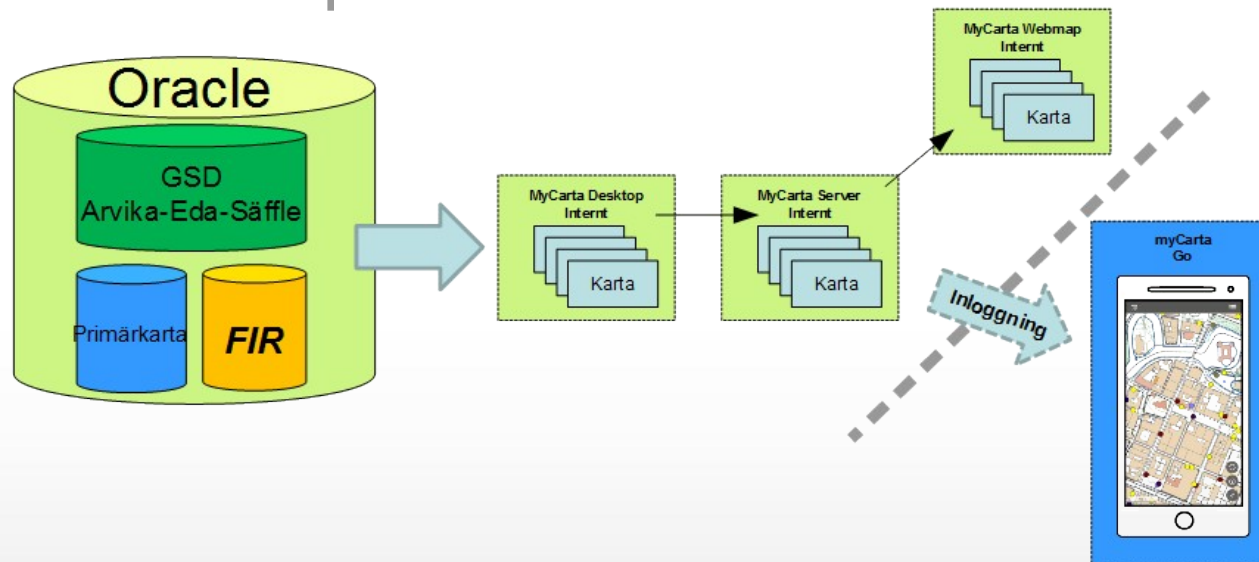 Oracle
GSD
Arvika-Eda-Säffle
Primärkarta
FIR
MyCarta Desktop
Internt
Karta
MyCarta Server
Internt
Karta
MyCarta Webmap
Internt
Karta
Inloggning
myCarta
Go